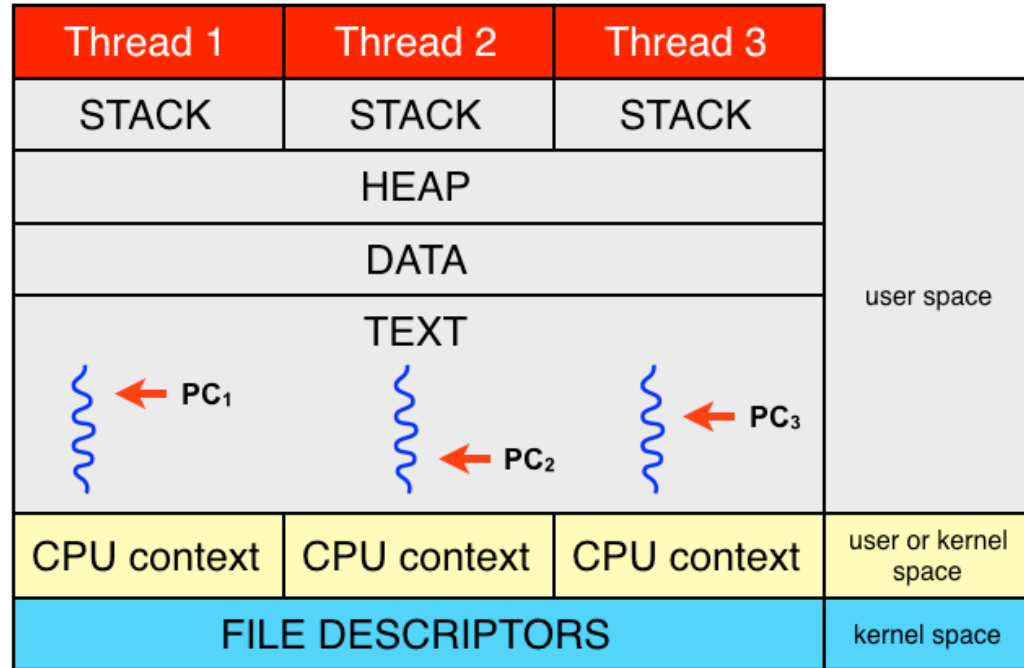 Thread 1 Thread 2 Thread 3
STACK STACK STACK
HEAP
DATA
user space
TEXT
PC₁
PC₂
PC₃
CPU context CPU context CPU context
user or kernel
space
FILE DESCRIPTORS
kernel space